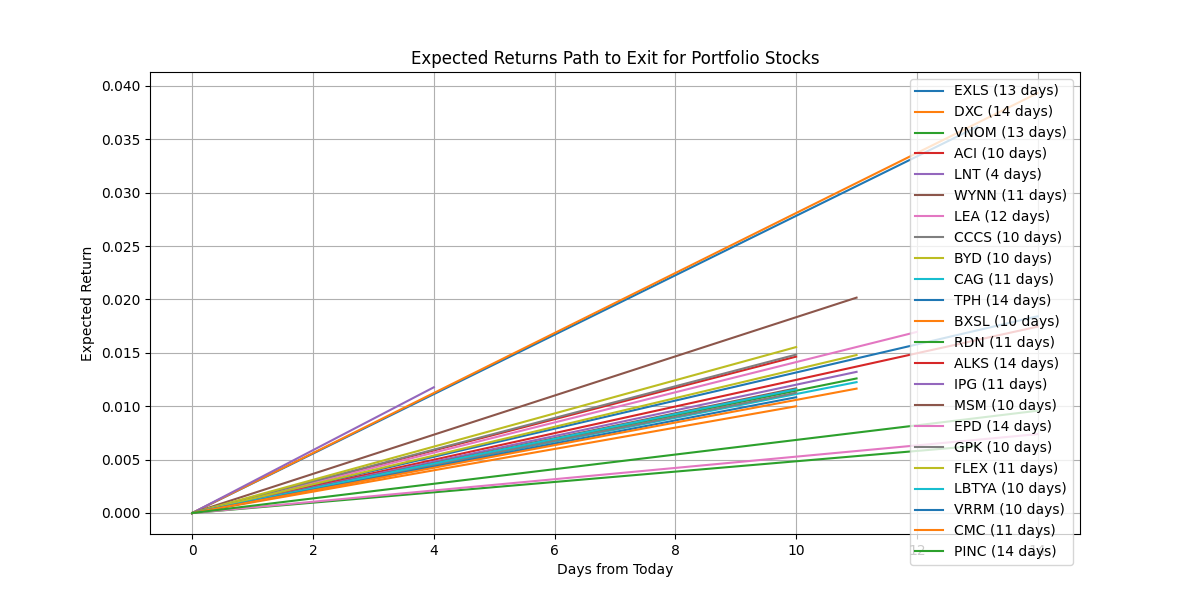 Expected Returns Path to Exit for Portfolio Stocks
Expected Return
0.040
0.035
0.030
0.025
0.020
0.015
0.010
0.005
0.000
0 2 4 6 8 10 12
Days from Today
EXLS (13 days)
DXC (14 days)
VNOM (13 days)
ACI (10 days)
LNT (4 days)
WYNN (11 days)
LEA (12 days)
CCCS (10 days)
BYD (10 days)
CAG (11 days)
TPH (14 days)
BXSL (10 days)
RDN (11 days)
ALKS (14 days)
IPG (11 days)
MSM (10 days)
EPD (14 days)
GPK (10 days)
FLEX (11 days)
LBTYA (10 days)
VRRM (10 days)
CMC (11 days)
PINC (14 days)